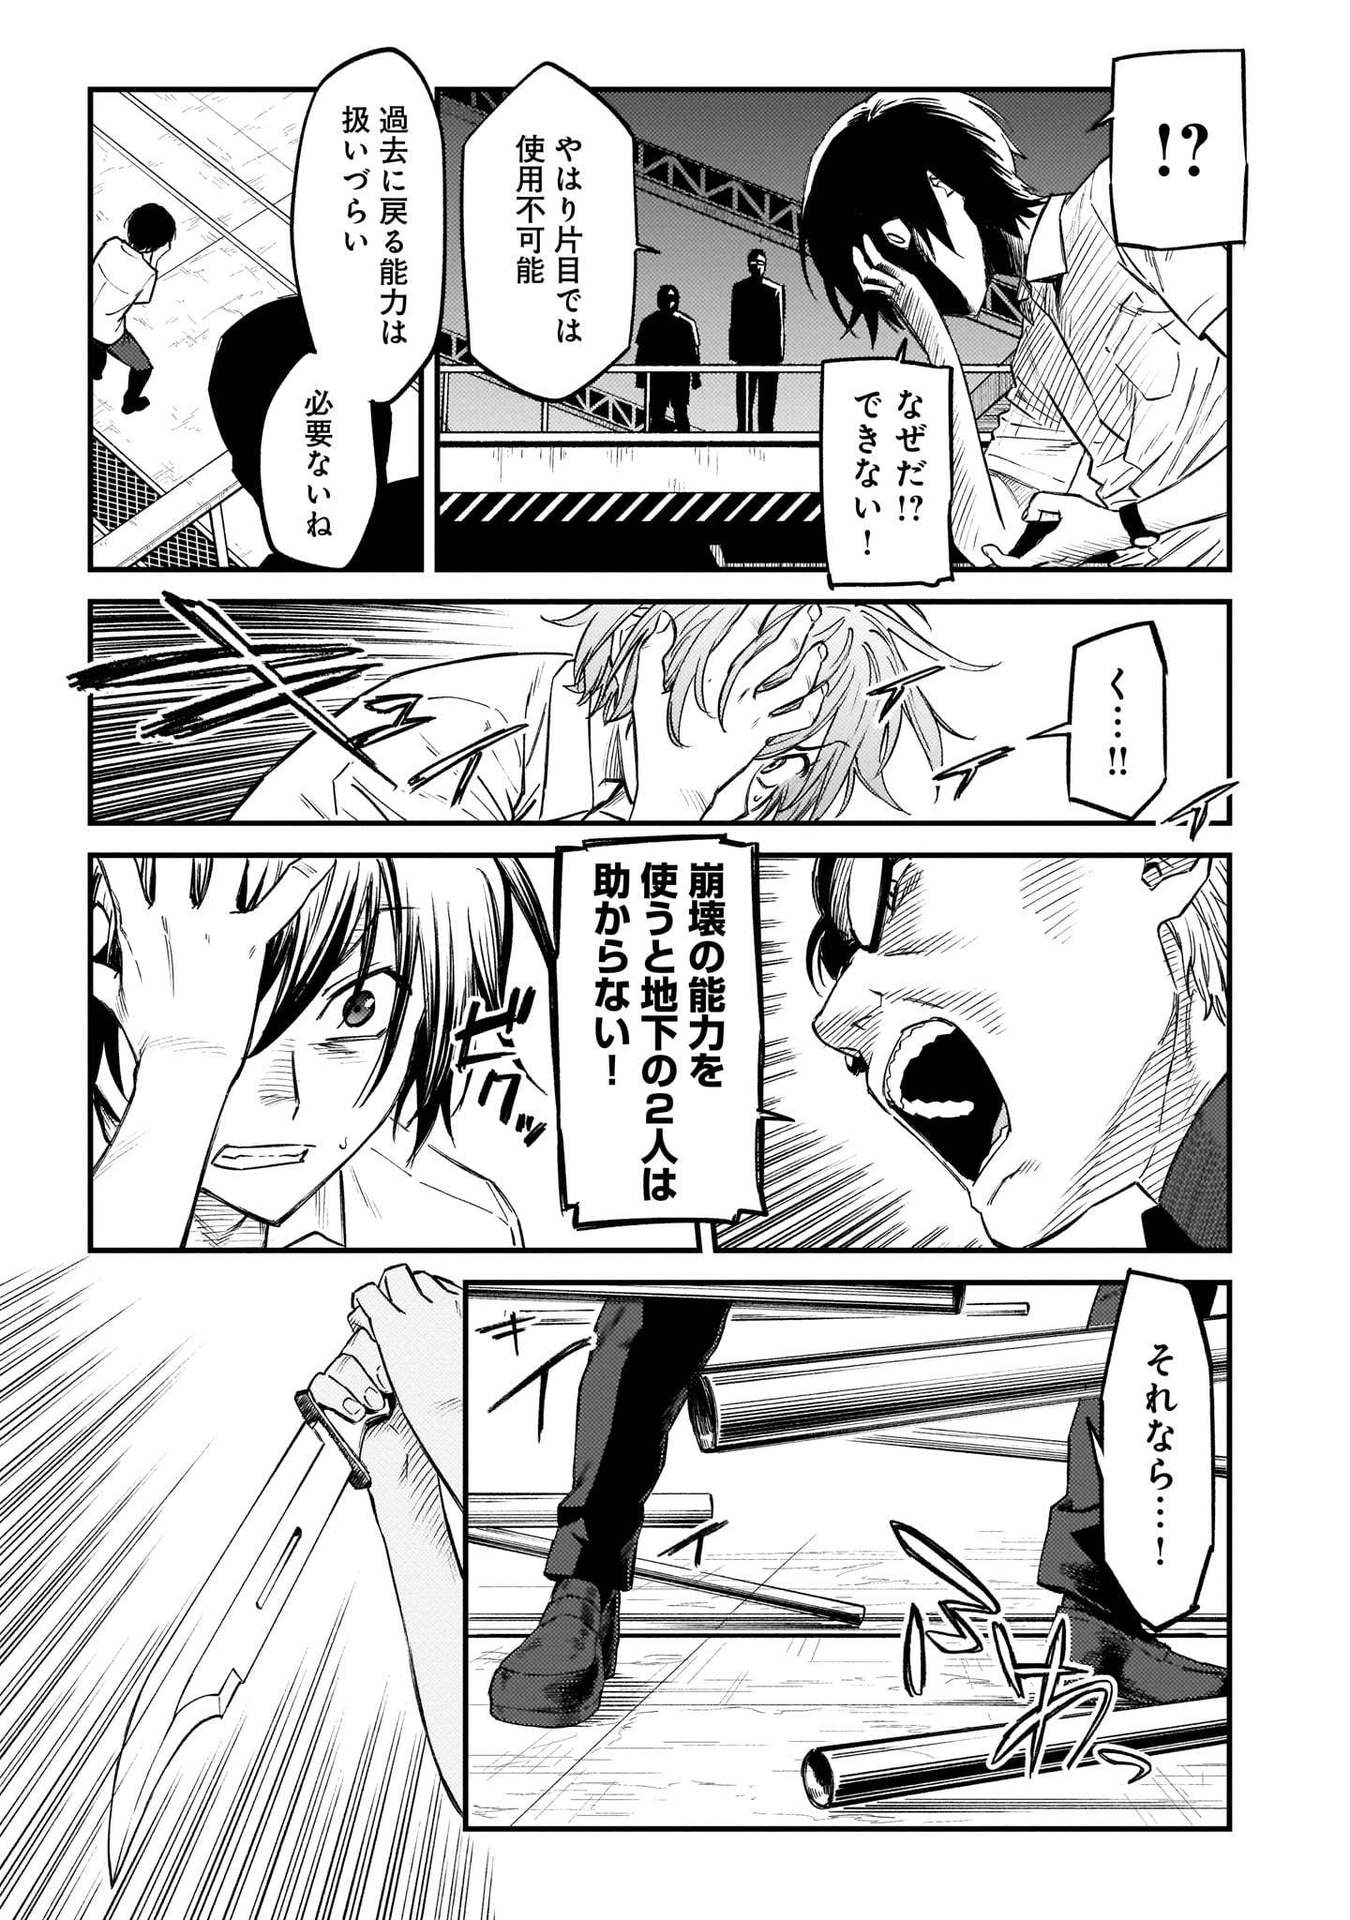 !?
なぜだ!?
できない!
やはり片目では
使用不可能
過去に戻る能力は
扱いづらい
必要ないね
く……!!
崩壊の能力を
使うと地下の2人は
助からない!
ビクッ
それなら……!